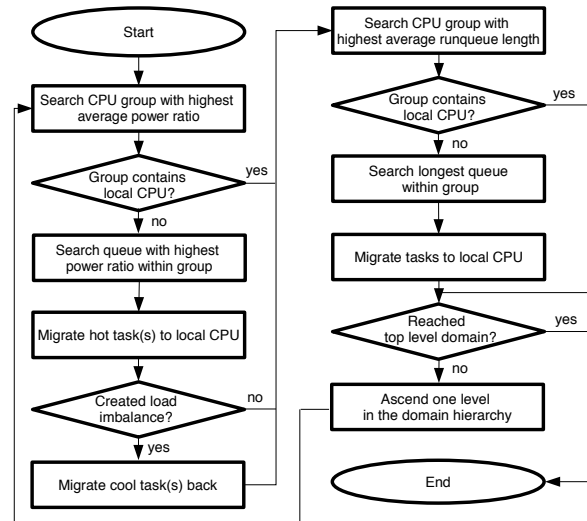 Start
Search CPU group with highest
average power ratio
Group contains
local CPU?
yes
no
Search queue with highest
power ratio within group
Migrate hot task(s) to local CPU
Created load
imbalance?
no
yes
Migrate cool task(s) back
Search CPU group with
highest average runqueue length
Group contains
local CPU?
yes
no
Search longest queue
within group
Migrate tasks to local CPU
Reached
top level domain?
yes
no
Ascend one level
in the domain hierarchy
End